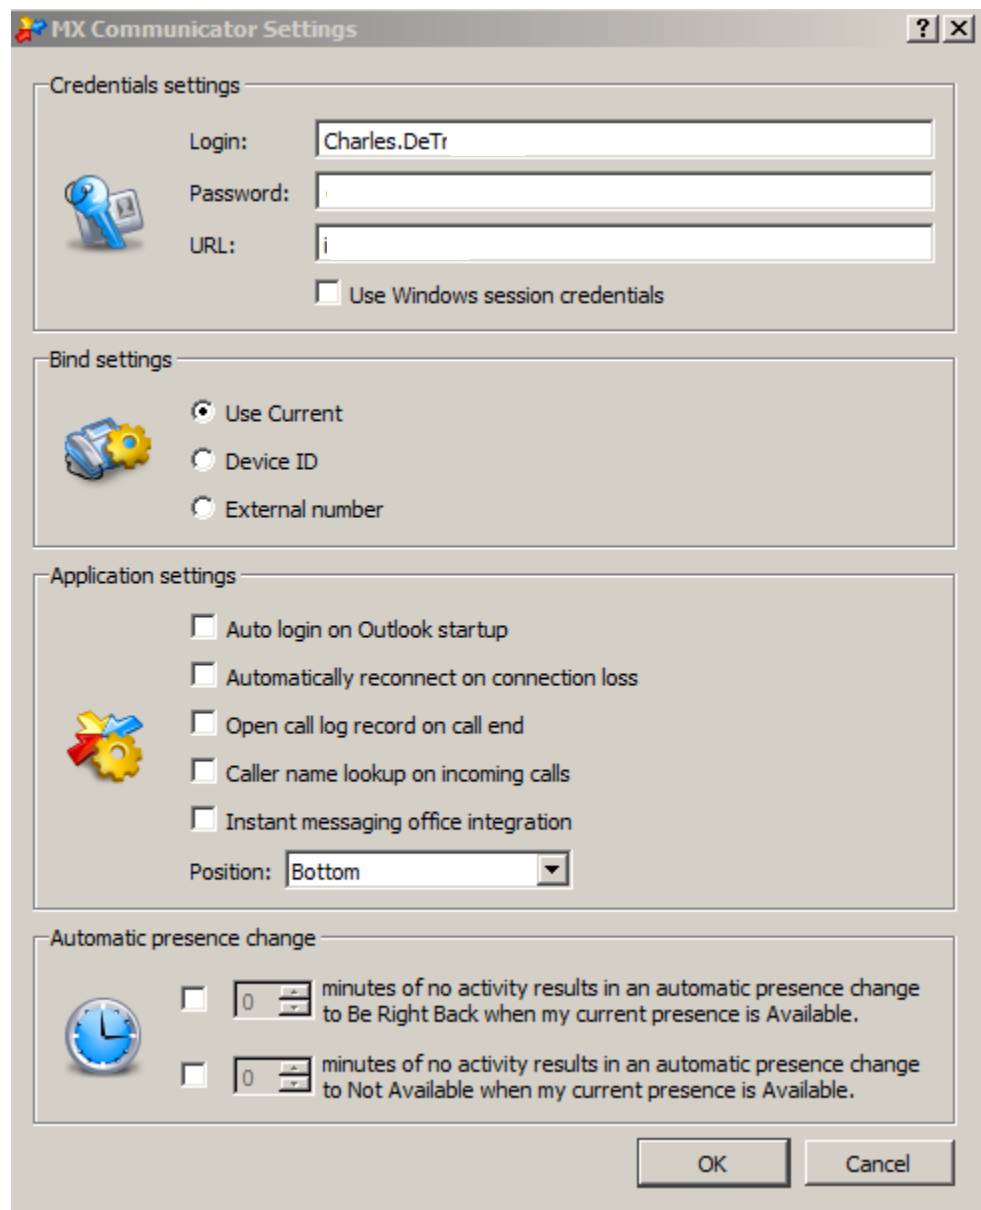 MX Communicator Settings
Credentials settings
Login: Charles.DeTr
Password:
URL: i
Use Windows session credentials
Bind settings
Use Current
Device ID
External number
Application settings
Auto login on Outlook startup
Automatically reconnect on connection loss
Open call log record on call end
Caller name lookup on incoming calls
Instant messaging office integration
Position: Bottom
Automatic presence change
0 minutes of no activity results in an automatic presence change
to Be Right Back when my current presence is Available.
0 minutes of no activity results in an automatic presence change
to Not Available when my current presence is Available.
OK Cancel